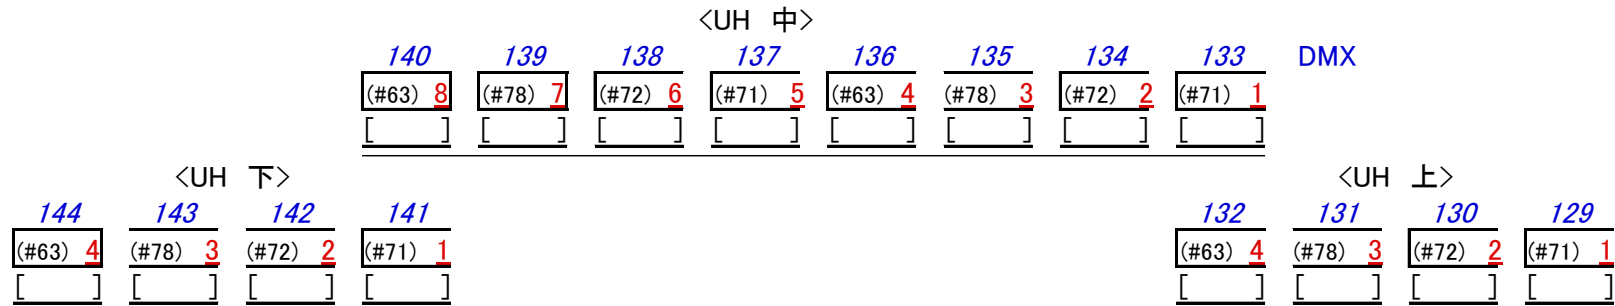 <UH 中>
140 139 138 137 136 135 134 133 DMX
(#63) 8 (#78) 7 (#72) 6 (#71) 5 (#63) 4 (#78) 3 (#72) 2 (#71) 1
[ ] [ ] [ ] [ ] [ ] [ ] [ ] [ ]
<UH 下> <UH 上>
144 143 142 141 132 131 130 129
(#63) 4 (#78) 3 (#72) 2 (#71) 1 (#63) 4 (#78) 3 (#72) 2 (#71) 1
[ ] [ ] [ ] [ ] [ ] [ ] [ ] [ ]